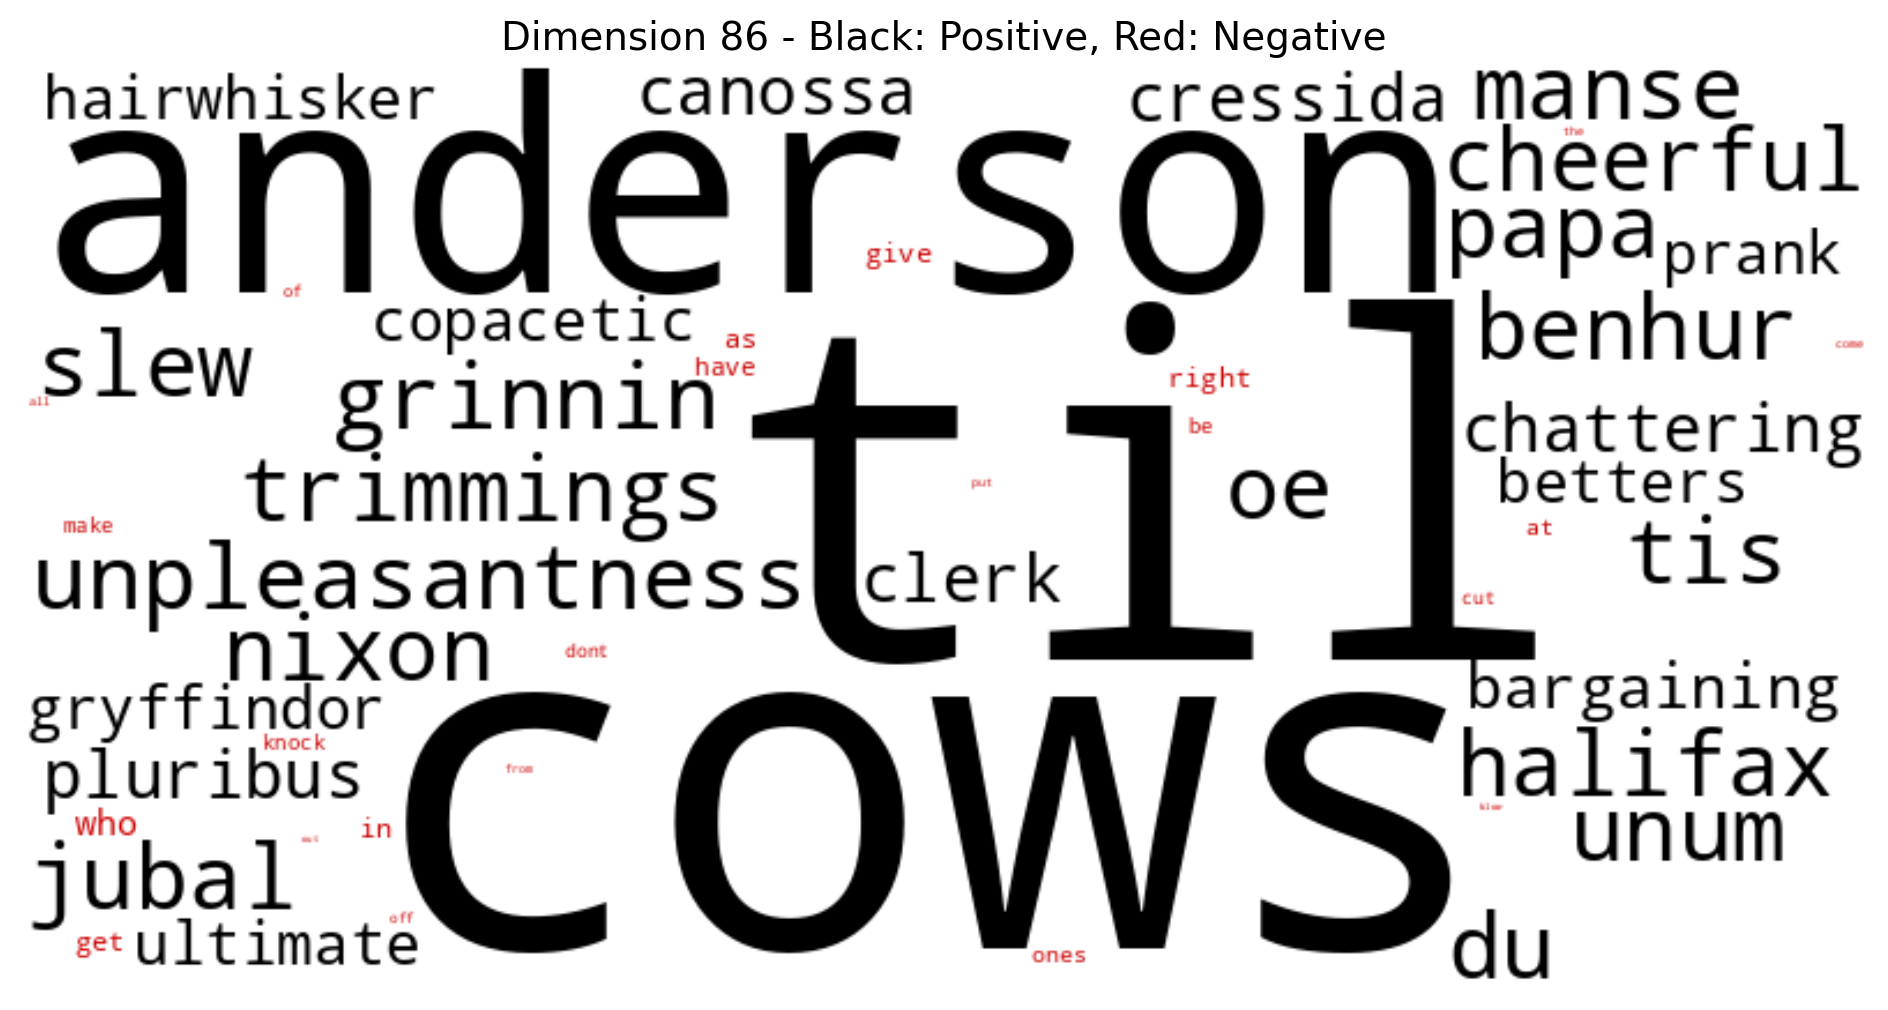 Dimension 86 - Black: Positive, Red: Negative
hairwhisker
canossa
cressida
manse
anderson
the
cheerful
papa
prank
give
of
copacetic
as
have
slew
all
grinnin
til
right
be
benhur
come
chattering
betters
oe
put
trimmings
make
at
tis
unpleasantness
clerk
cut
nixon
dont
bargaining
gryffindor
knock
pluribus
from
cows
halifax
who
in
unum
jubal
off
get
ultimate
ones
du